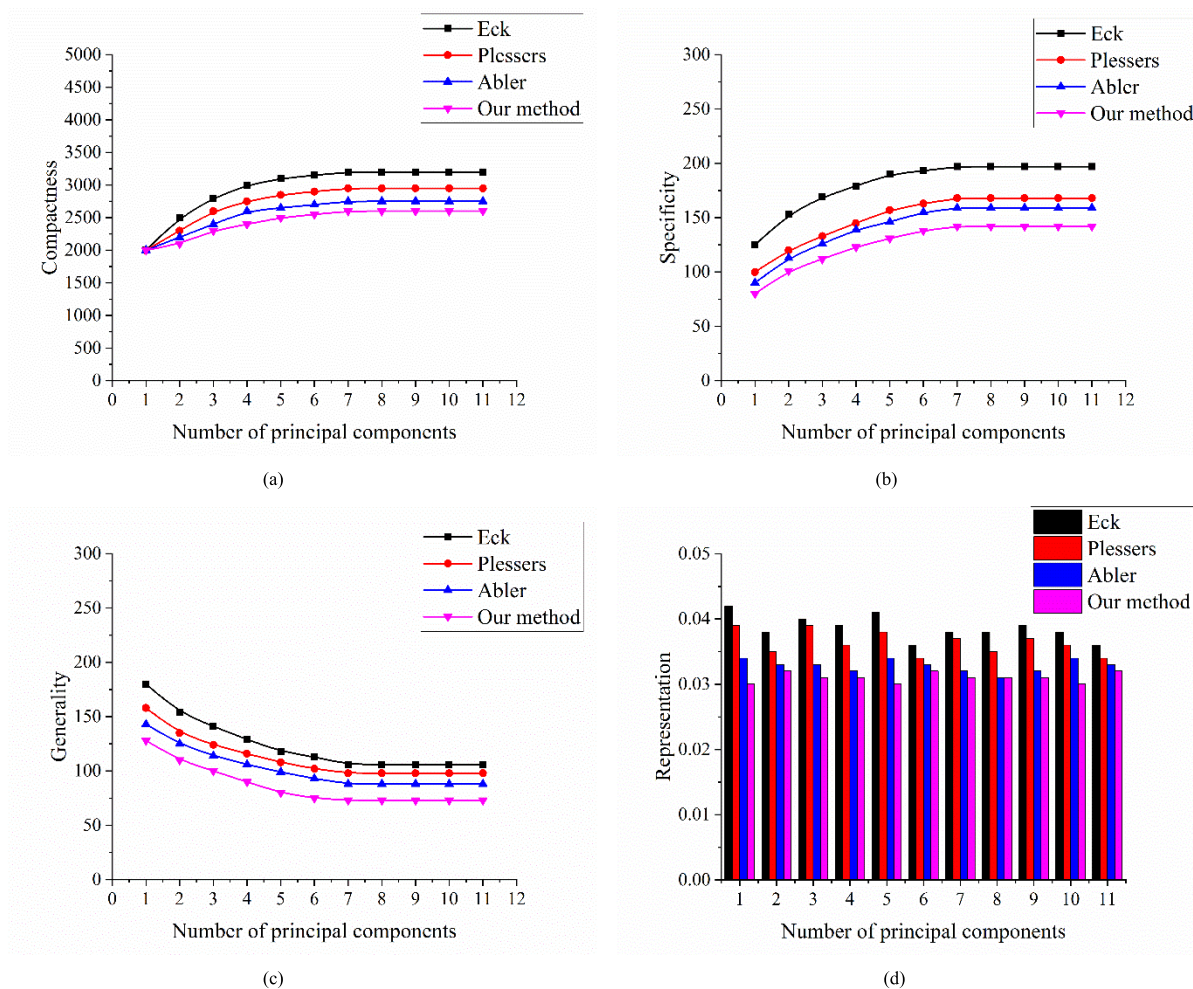 Eck
Plessers
Abler
Our method
5000
4500
4000
3500
3000
2500
2000
1500
1000
500
0
Compactness
0 1 2 3 4 5 6 7 8 9 10 11 12
Number of principal components
(a)
Eck
Plessers
Abler
Our method
300
250
200
150
100
50
0
Specificity
0 1 2 3 4 5 6 7 8 9 10 11 12
Number of principal components
(b)
Eck
Plessers
Abler
Our method
300
250
200
150
100
50
0
Generality
0 1 2 3 4 5 6 7 8 9 10 11 12
Number of principal components
(c)
Eck
Plessers
Abler
Our method
0.05
0.04
0.03
0.02
0.01
0.00
Representation
1 2 3 4 5 6 7 8 9 10 11
Number of principal components
(d)